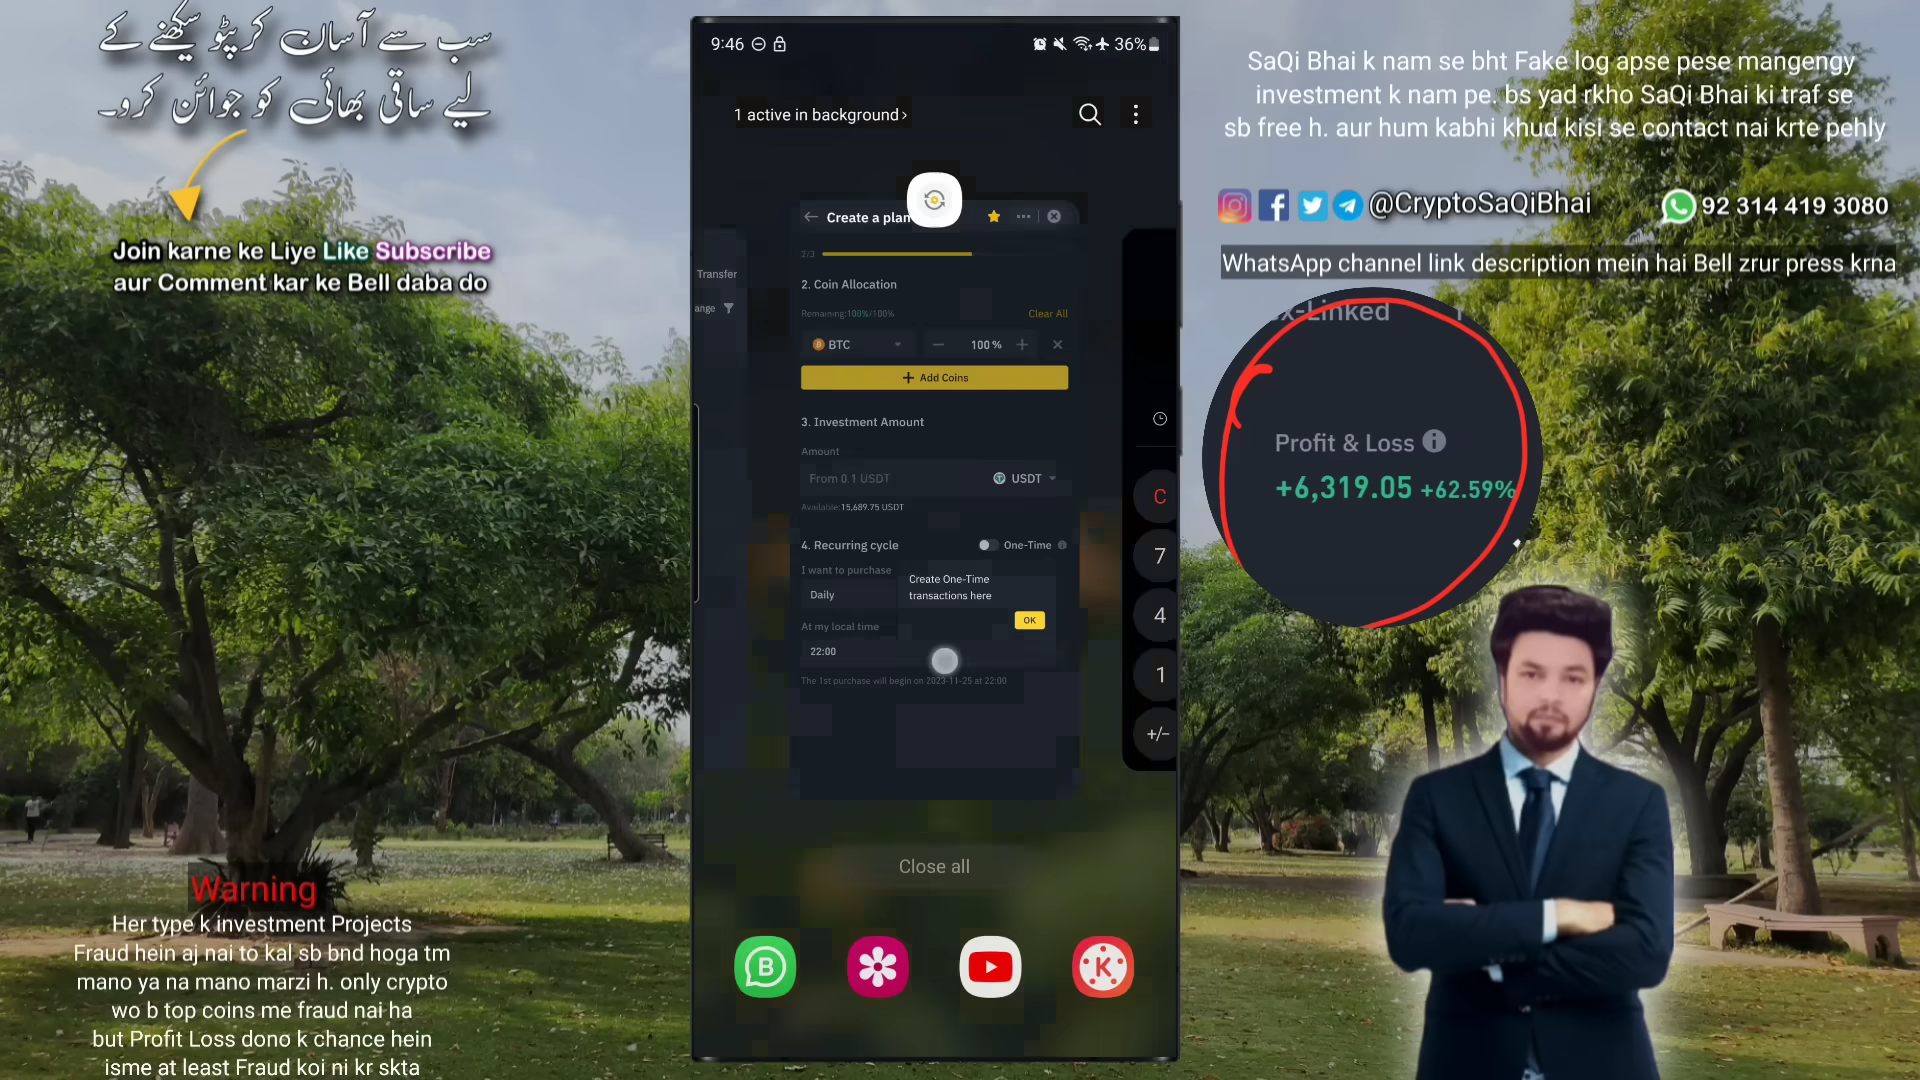 سب سے آسان کرپٹو سیکھنے کے
لیے ساقی بھائی کو جوائن کرو۔
Join karne ke Liye Like Subscribe
aur Comment kar ke Bell daba do
Warning
Her type k investment Projects
Fraud hein aj nai to kal sb bnd hoga tm
mano ya na mano marzi h. only crypto
wo b top coins me fraud nai ha
but Profit Loss dono k chance hein
isme at least Fraud koi ni kr skta
9:46
36%
1 active in background ›
Create a plan
Transfer
2/3
2. Coin Allocation
ange
Remaining:100%/100%
Clear All
BTC
100 %
+ Add Coins
3. Investment Amount
Amount
From 0.1 USDT
USDT
Available:15,689.75 USDT
4. Recurring cycle
One-Time
I want to purchase
Create One-Time
transactions here
Daily
OK
At my local time
22:00
The 1st purchase will begin on 2023-11-25 at 22:00
C
7
4
1
+/−
Close all
B
K
SaQi Bhai k nam se bht Fake log apse pese mangengy
investment k nam pe. bs yad rkho SaQi Bhai ki traf se
sb free h. aur hum kabhi khud kisi se contact nai krte pehly
@CryptoSaQiBhai
92 314 419 3080
WhatsApp channel link description mein hai Bell zrur press krna
x-Linked
Profit & Loss
+6,319.05 +62.59%